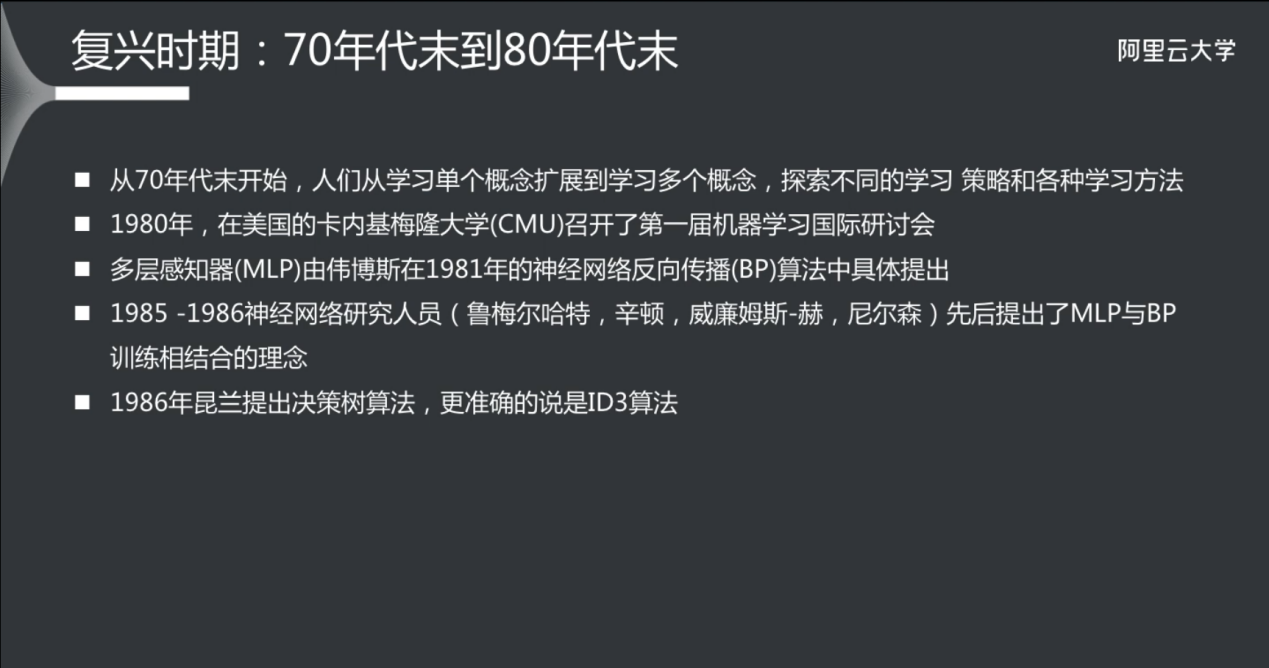 复兴时期：70年代末到80年代末
阿里云大学
从70年代末开始，人们从学习单个概念扩展到学习多个概念，探索不同的学习 策略和各种学习方法
1980年，在美国的卡内基梅隆大学(CMU)召开了第一届机器学习国际研讨会
多层感知器(MLP)由伟博斯在1981年的神经网络反向传播(BP)算法中具体提出
1985 -1986神经网络研究人员（鲁梅尔哈特，辛顿，威廉姆斯-赫，尼尔森）先后提出了MLP与BP
训练相结合的理念
1986年昆兰提出决策树算法，更准确的说是ID3算法